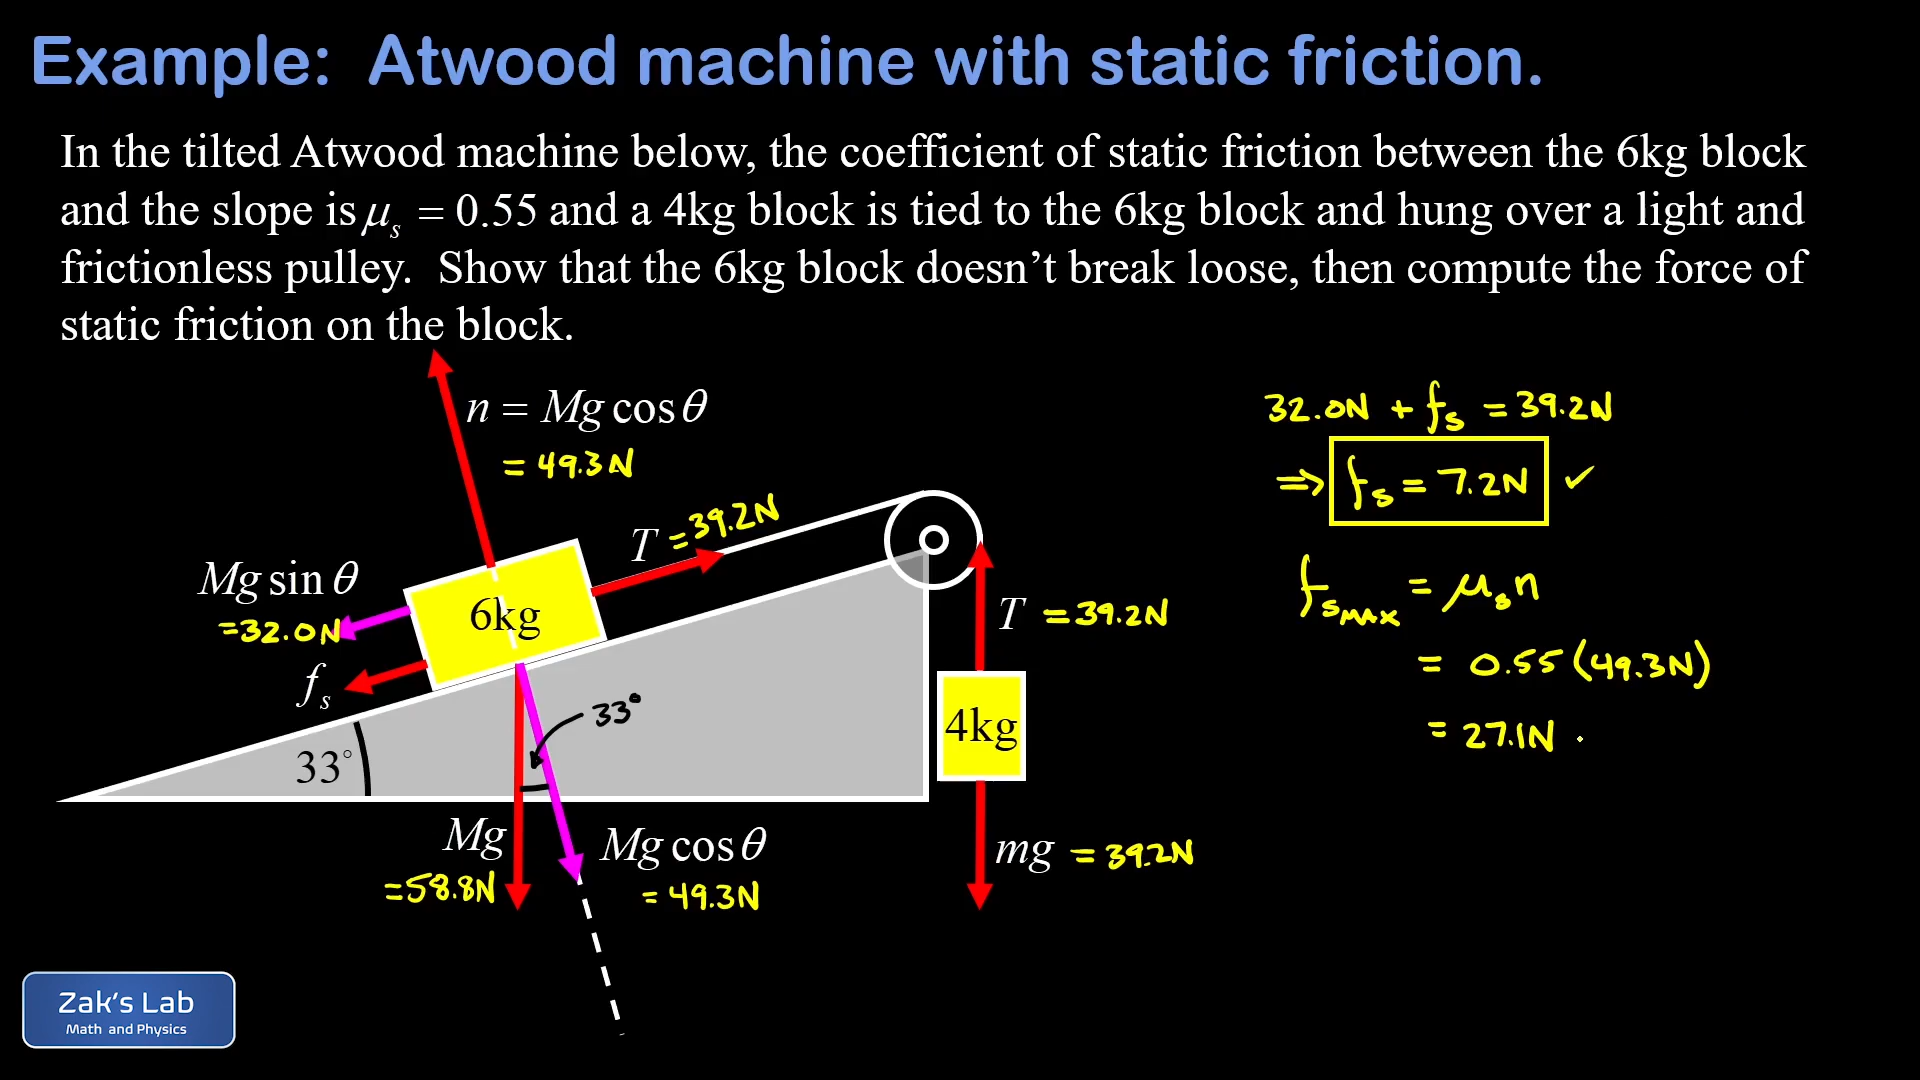 Example: Atwood machine with static friction.
In the tilted Atwood machine below, the coefficient of static friction between the 6kg block
and the slope is μₛ = 0.55 and a 4kg block is tied to the 6kg block and hung over a light and
frictionless pulley. Show that the 6kg block doesn't break loose, then compute the force of
static friction on the block.
n = Mg cos θ
= 49.3N
T = 39.2N
Mg sin θ
= 32.0N
6kg
fₛ
33°
33°
Mg
= 58.8N
Mg cos θ
= 49.3N
T = 39.2N
4kg
mg = 39.2N
32.0N + fₛ = 39.2N
⇒ fₛ = 7.2N ✓
fₛ MAX = μₛn
= 0.55(49.3N)
= 27.1N .
Zak's Lab
Math and Physics